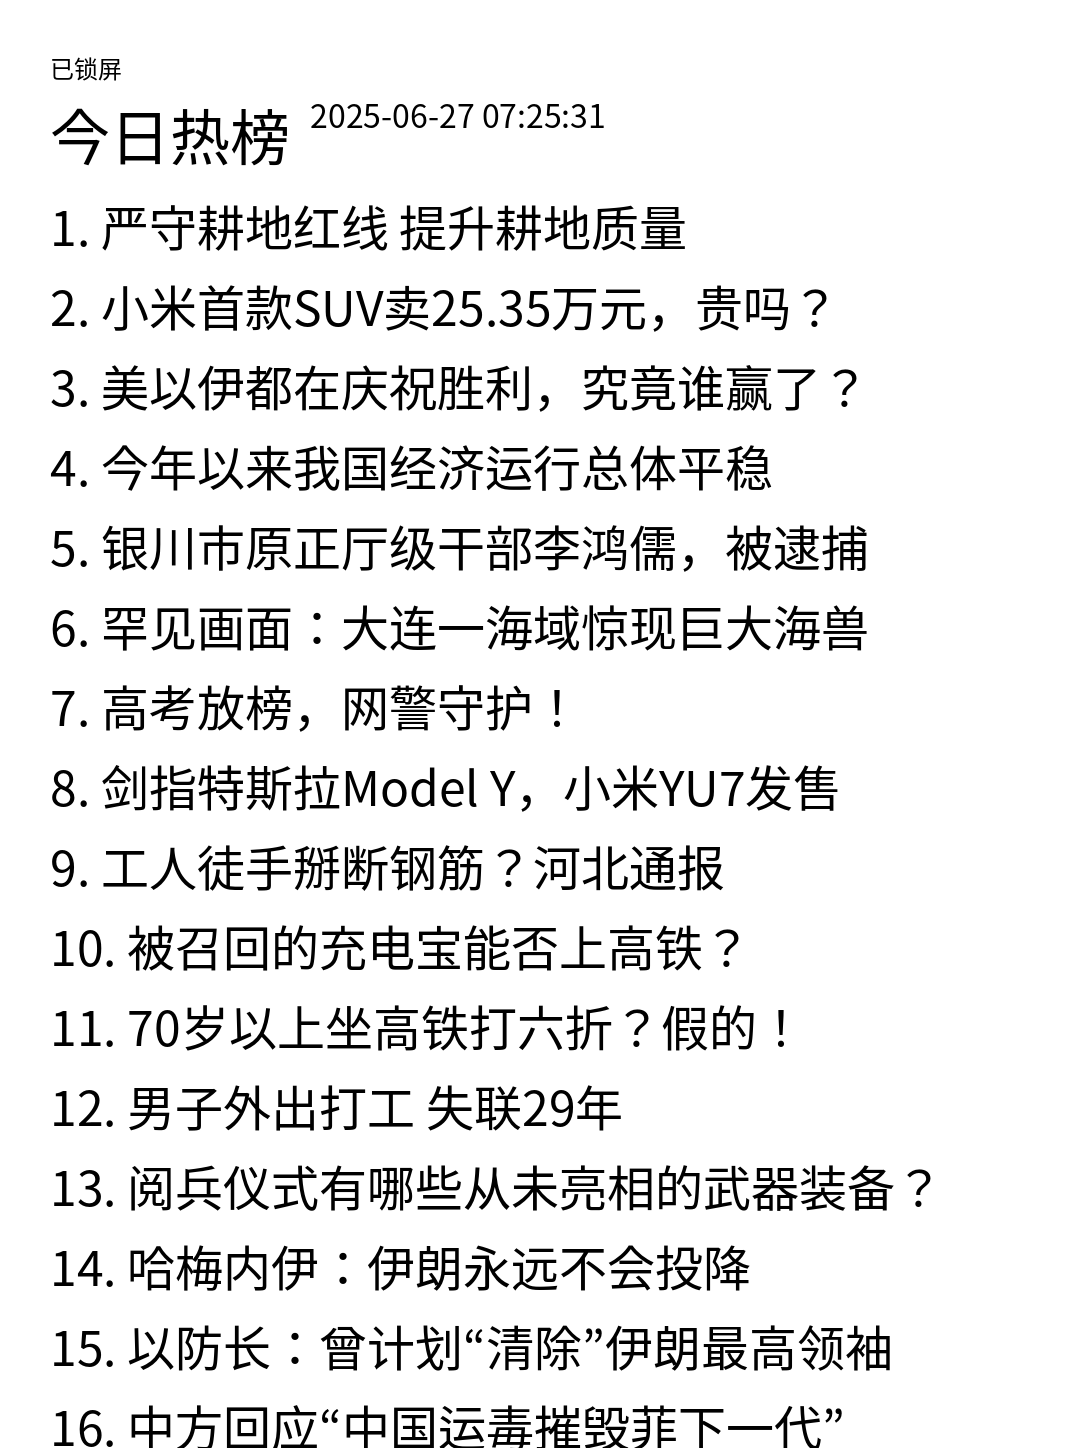 已锁屏
今日热榜 2025-06-27 07:25:31
1. 严守耕地红线 提升耕地质量
2. 小米首款SUV卖25.35万元，贵吗？
3. 美以伊都在庆祝胜利，究竟谁赢了？
4. 今年以来我国经济运行总体平稳
5. 银川市原正厅级干部李鸿儒，被逮捕
6. 罕见画面：大连一海域惊现巨大海兽
7. 高考放榜，网警守护！
8. 剑指特斯拉Model Y，小米YU7发售
9. 工人徒手掰断钢筋？河北通报
10. 被召回的充电宝能否上高铁？
11. 70岁以上坐高铁打六折？假的！
12. 男子外出打工 失联29年
13. 阅兵仪式有哪些从未亮相的武器装备？
14. 哈梅内伊：伊朗永远不会投降
15. 以防长：曾计划“清除”伊朗最高领袖
16. 中方回应“中国运毒摧毁菲下一代”